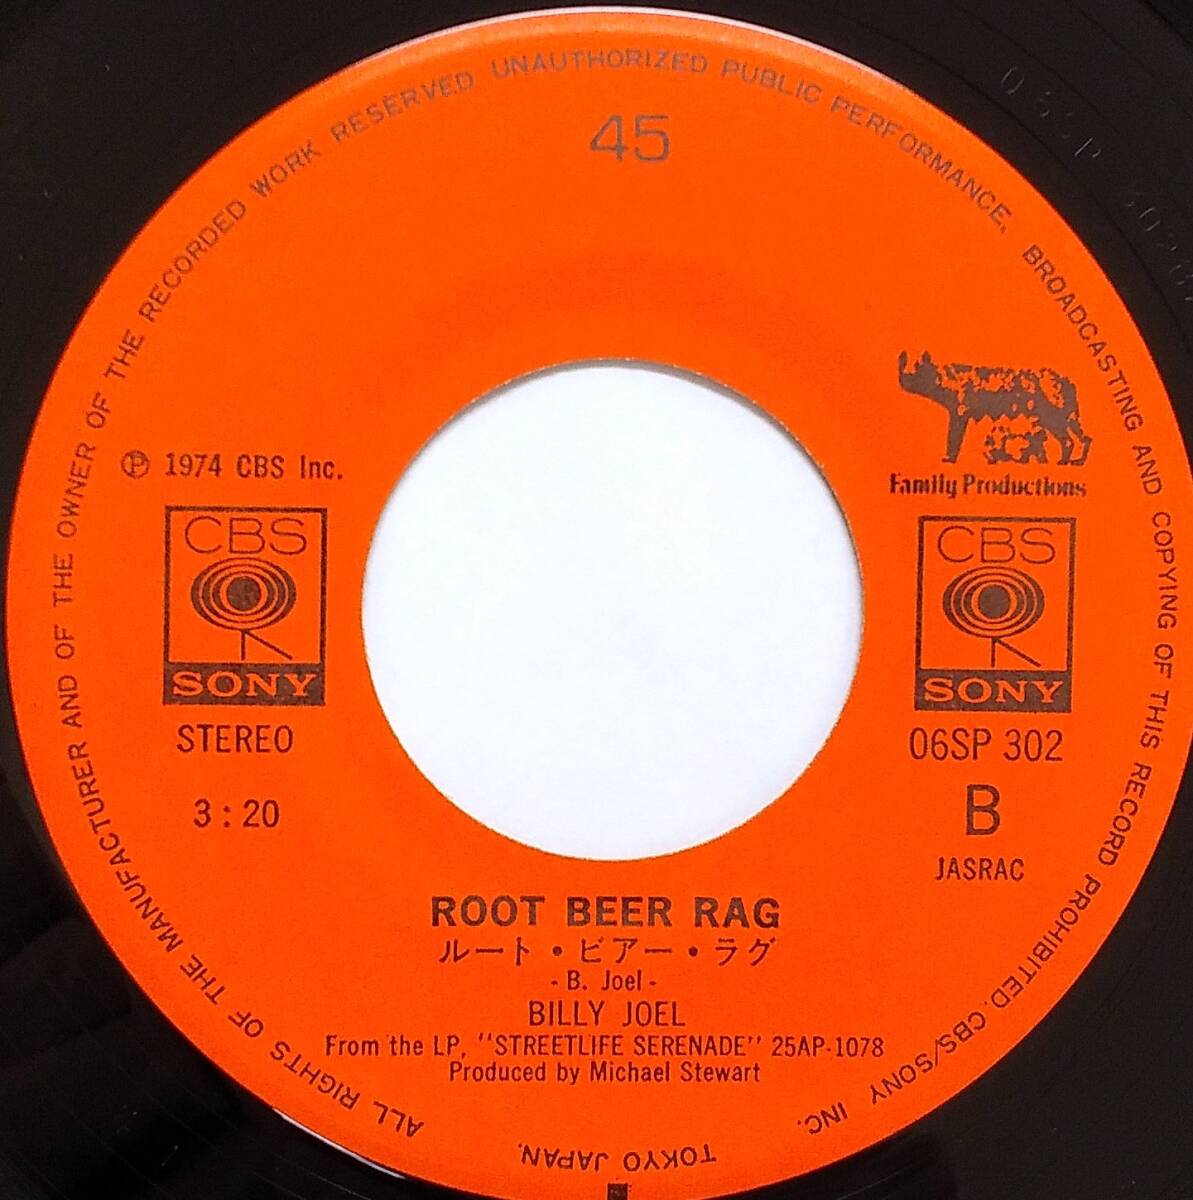 ALL RIGHTS OF THE MANUFACTURER AND OF THE OWNER OF THE RECORDED WORK RESERVED UNAUTHORIZED PUBLIC PERFORMANCE, BROADCASTING AND COPYING OF THIS RECORD PROHIBITED. CBS/SONY INC.
TOKYO JAPAN.
45
Family Productions
℗ 1974 CBS Inc.
CBS
SONY
STEREO
3:20
CBS
SONY
06SP 302
B
JASRAC
ROOT BEER RAG
ルート・ビアー・ラグ
- B. Joel -
BILLY JOEL
From the LP, "STREETLIFE SERENADE" 25AP-1078
Produced by Michael Stewart